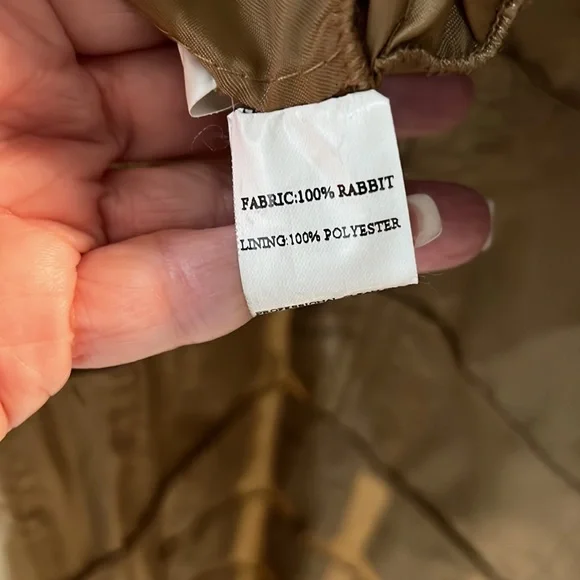 FABRIC:100% RABBIT
LINING:100% POLYESTER